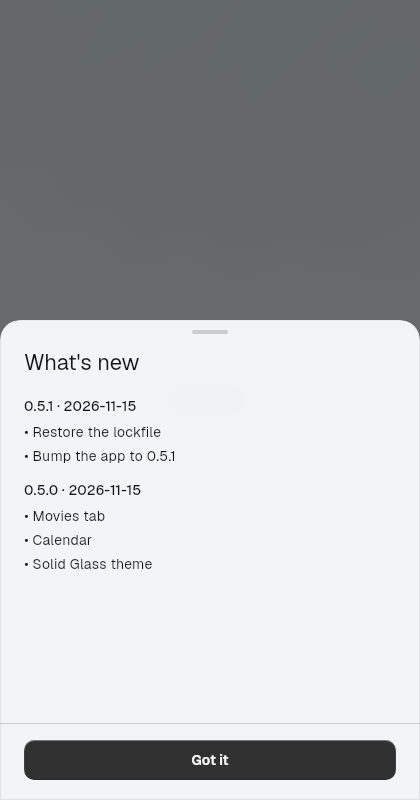 What's new
0.5.1 · 2026-11-15
• Restore the lockfile
• Bump the app to 0.5.1
0.5.0 · 2026-11-15
• Movies tab
• Calendar
• Solid Glass theme
Got it